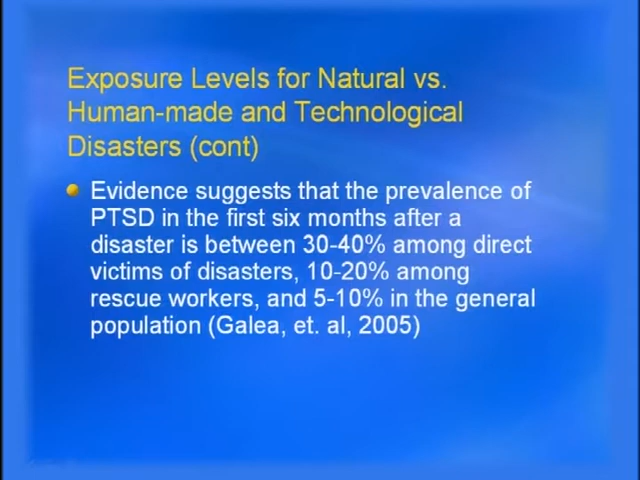 Exposure Levels for Natural vs.
Human-made and Technological
Disasters (cont)
Evidence suggests that the prevalence of
PTSD in the first six months after a
disaster is between 30-40% among direct
victims of disasters, 10-20% among
rescue workers, and 5-10% in the general
population (Galea, et. al, 2005)